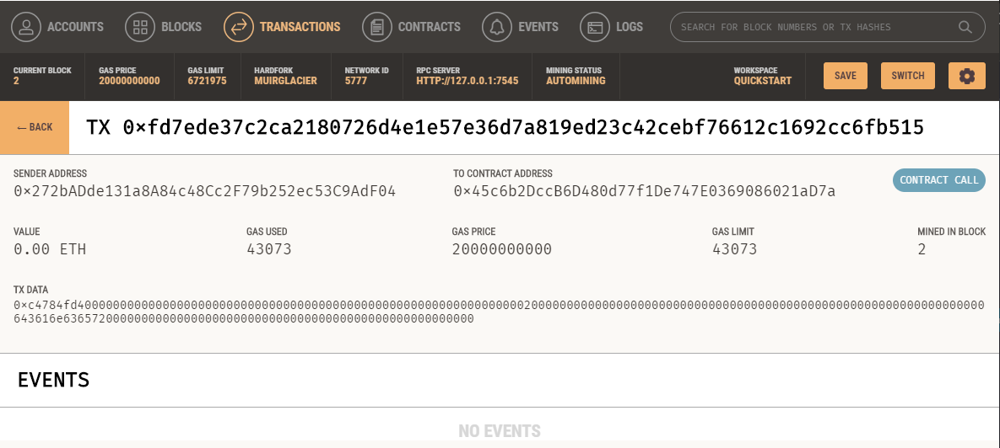 ACCOUNTS BLOCKS TRANSACTIONS CONTRACTS EVENTS LOGS SEARCH FOR BLOCK NUMBERS OR TX HASHES
CURRENT BLOCK GAS PRICE GAS LIMIT HARDFORK NETWORK ID RPC SERVER MINING STATUS WORKSPACE
2 20000000000 6721975 MUIRGLACIER 5777 HTTP://127.0.0.1:7545 AUTOMINING QUICKSTART SAVE SWITCH
← BACK TX 0xfd7ede37c2ca2180726d4e1e57e36d7a819ed23c42cebf76612c1692cc6fb515
SENDER ADDRESS TO CONTRACT ADDRESS
0x272bADde131a8A84c48Cc2F79b252ec53C9AdF04 0x45c6b2DccB6D480d77f1De747E0369086021aD7a CONTRACT CALL
VALUE GAS USED GAS PRICE GAS LIMIT MINED IN BLOCK
0.00 ETH 43073 20000000000 43073 2
TX DATA
0xc4784fd40000000000000000000000000000000000000000000000000000000000000020000000000000000000000000000000000000000000000000000000000000000
643616e6365720000000000000000000000000000000000000000000000000000
EVENTS
NO EVENTS